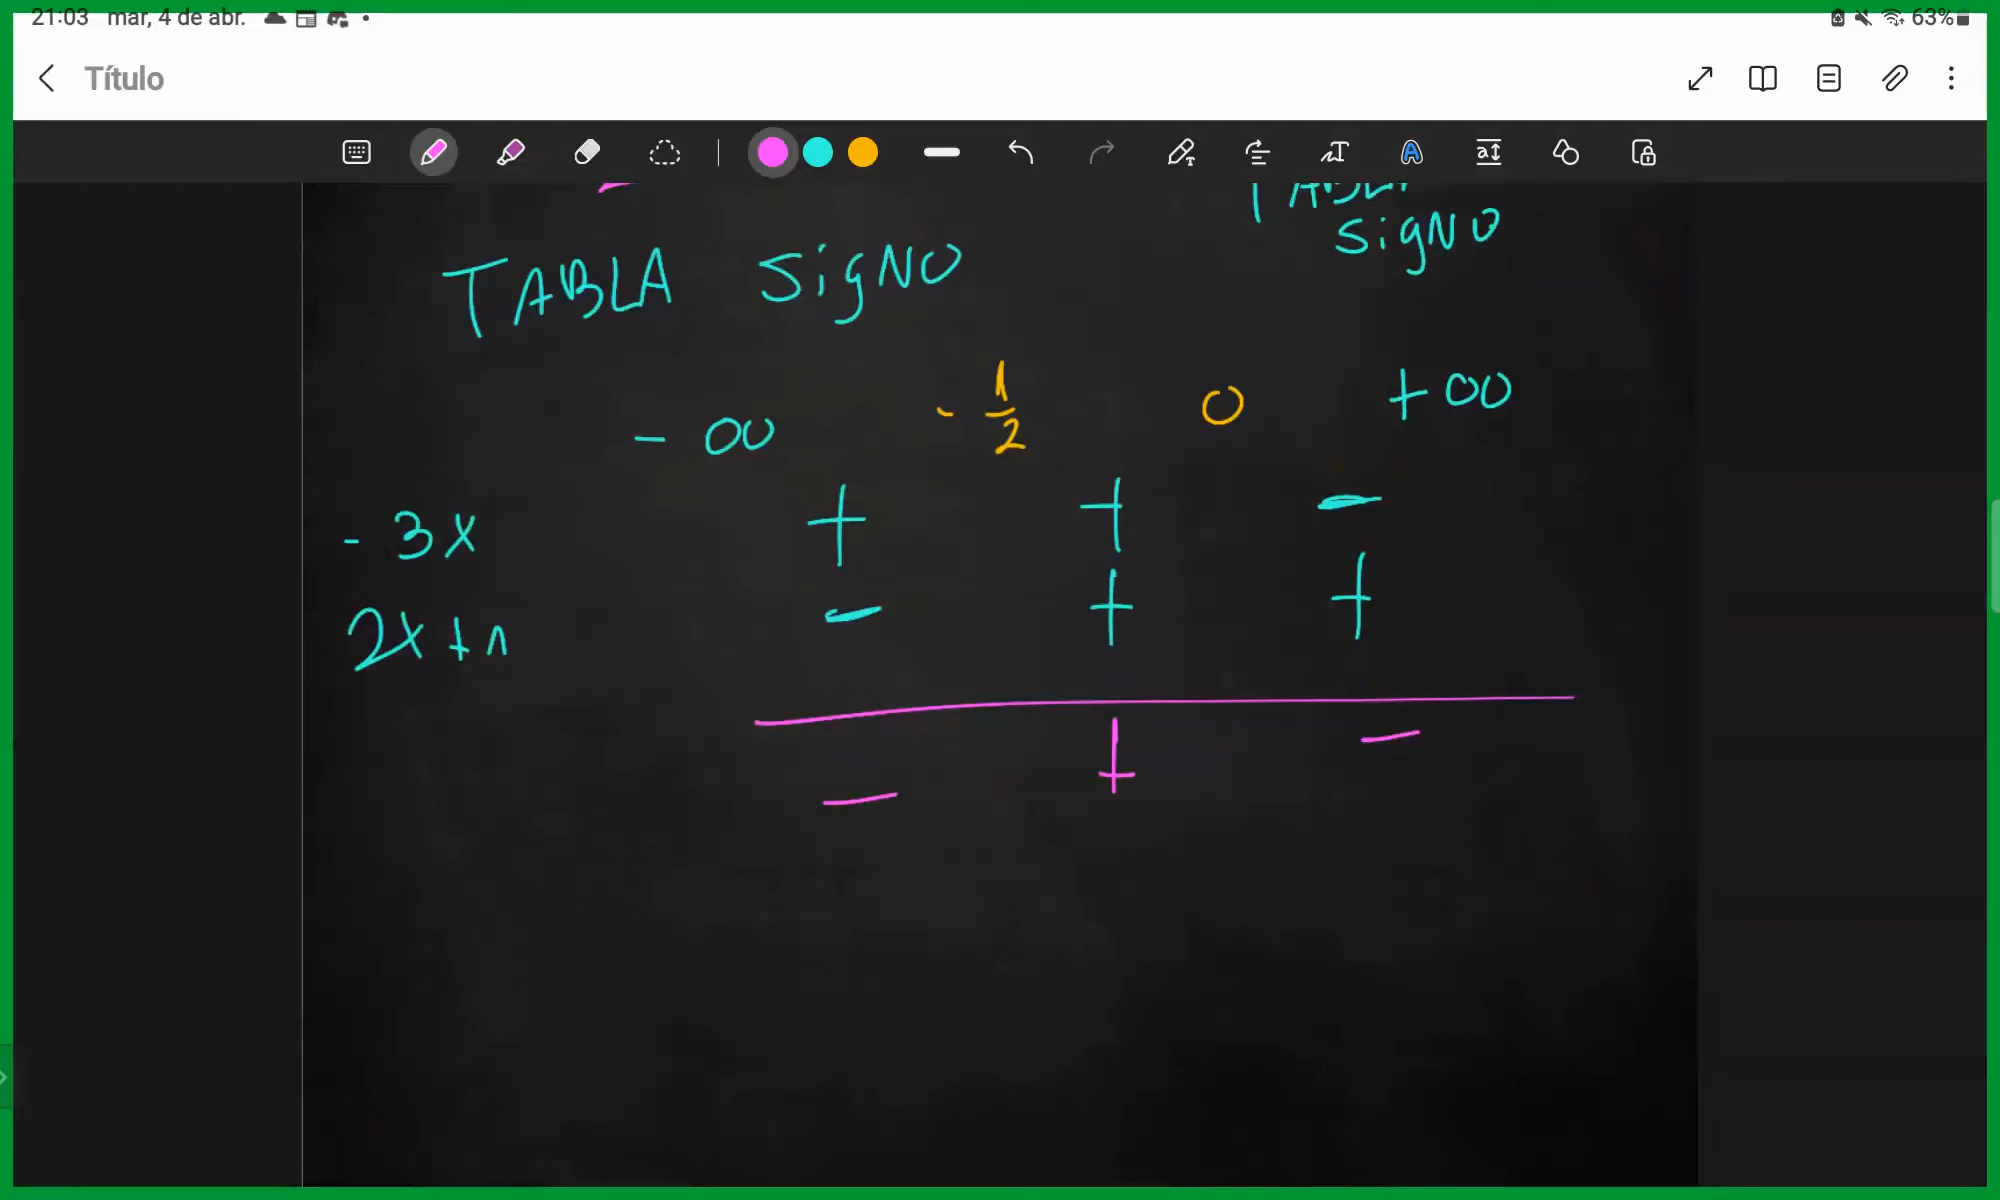 21:03 mar, 4 de abr. 63%
Título
TABLA SigNO
SigNO
- ∞ - 1/2 0 + ∞
- 3x + + -
2x + 1 - + +
- + -